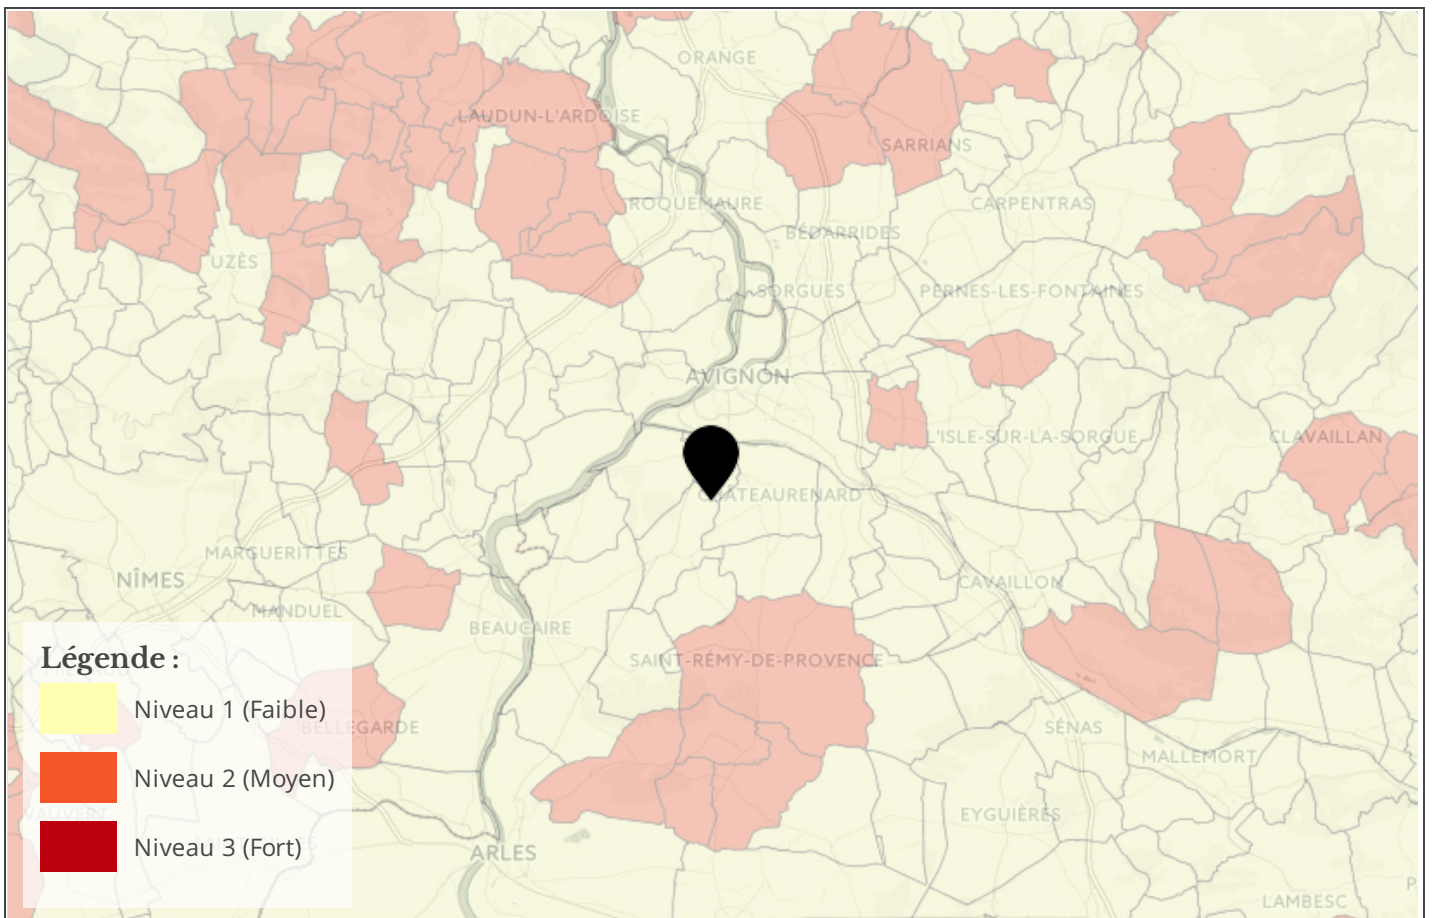 ORANGE
LAUDUN-L'ARDOISE
SARRIANS
ROQUEMAURE
CARPENTRAS
BÉDARRIDES
UZÈS
SORGUES
PERNES-LES-FONTAINES
AVIGNON
L'ISLE-SUR-LA-SORGUE
CLAVAILLAN
CHÂTEAURENARD
MARGUERITTES
NÎMES
CAVAILLON
MANDUEL
BEAUCAIRE
SAINT-RÉMY-DE-PROVENCE
BELLEGARDE
SÉNAS
MALLEMORT
EYGUIÈRES
VAUVERT
ARLES
LAMBESC
P
Légende :
Niveau 1 (Faible)
Niveau 2 (Moyen)
Niveau 3 (Fort)